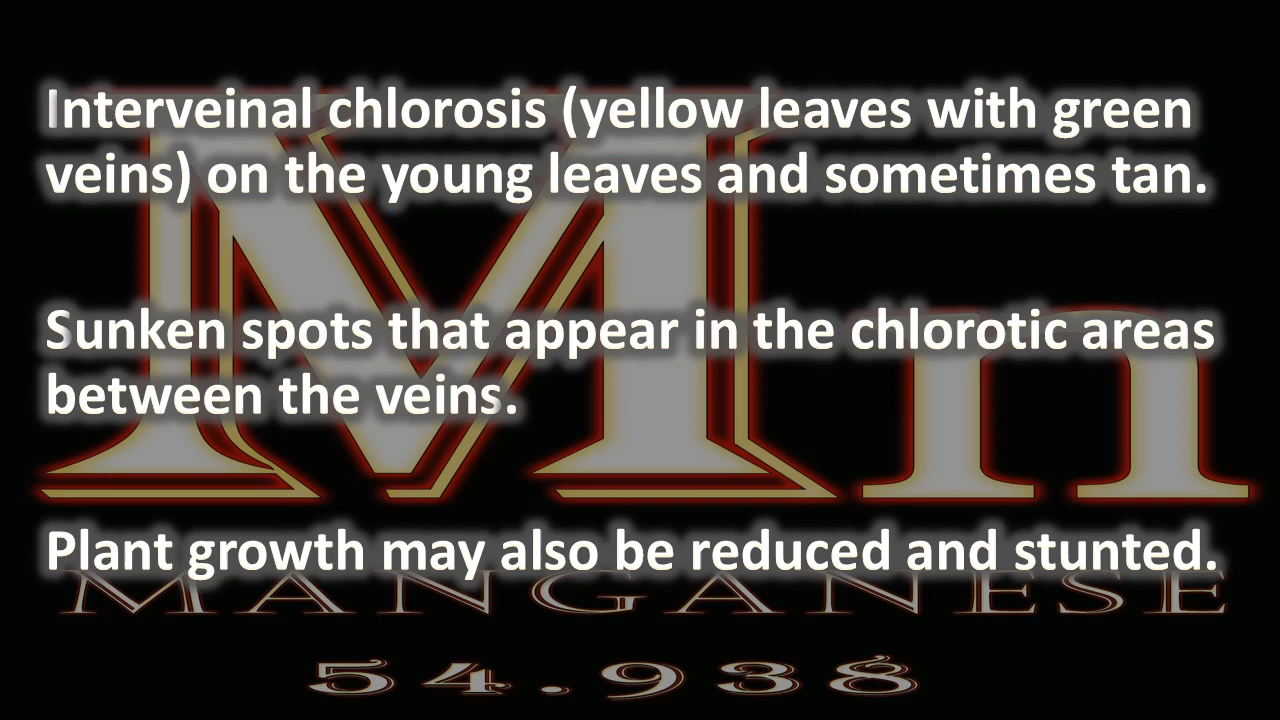 Interveinal chlorosis (yellow leaves with green
veins) on the young leaves and sometimes tan.
Sunken spots that appear in the chlorotic areas
between the veins.
Plant growth may also be reduced and stunted.
Mn
MANGANESE
54.938